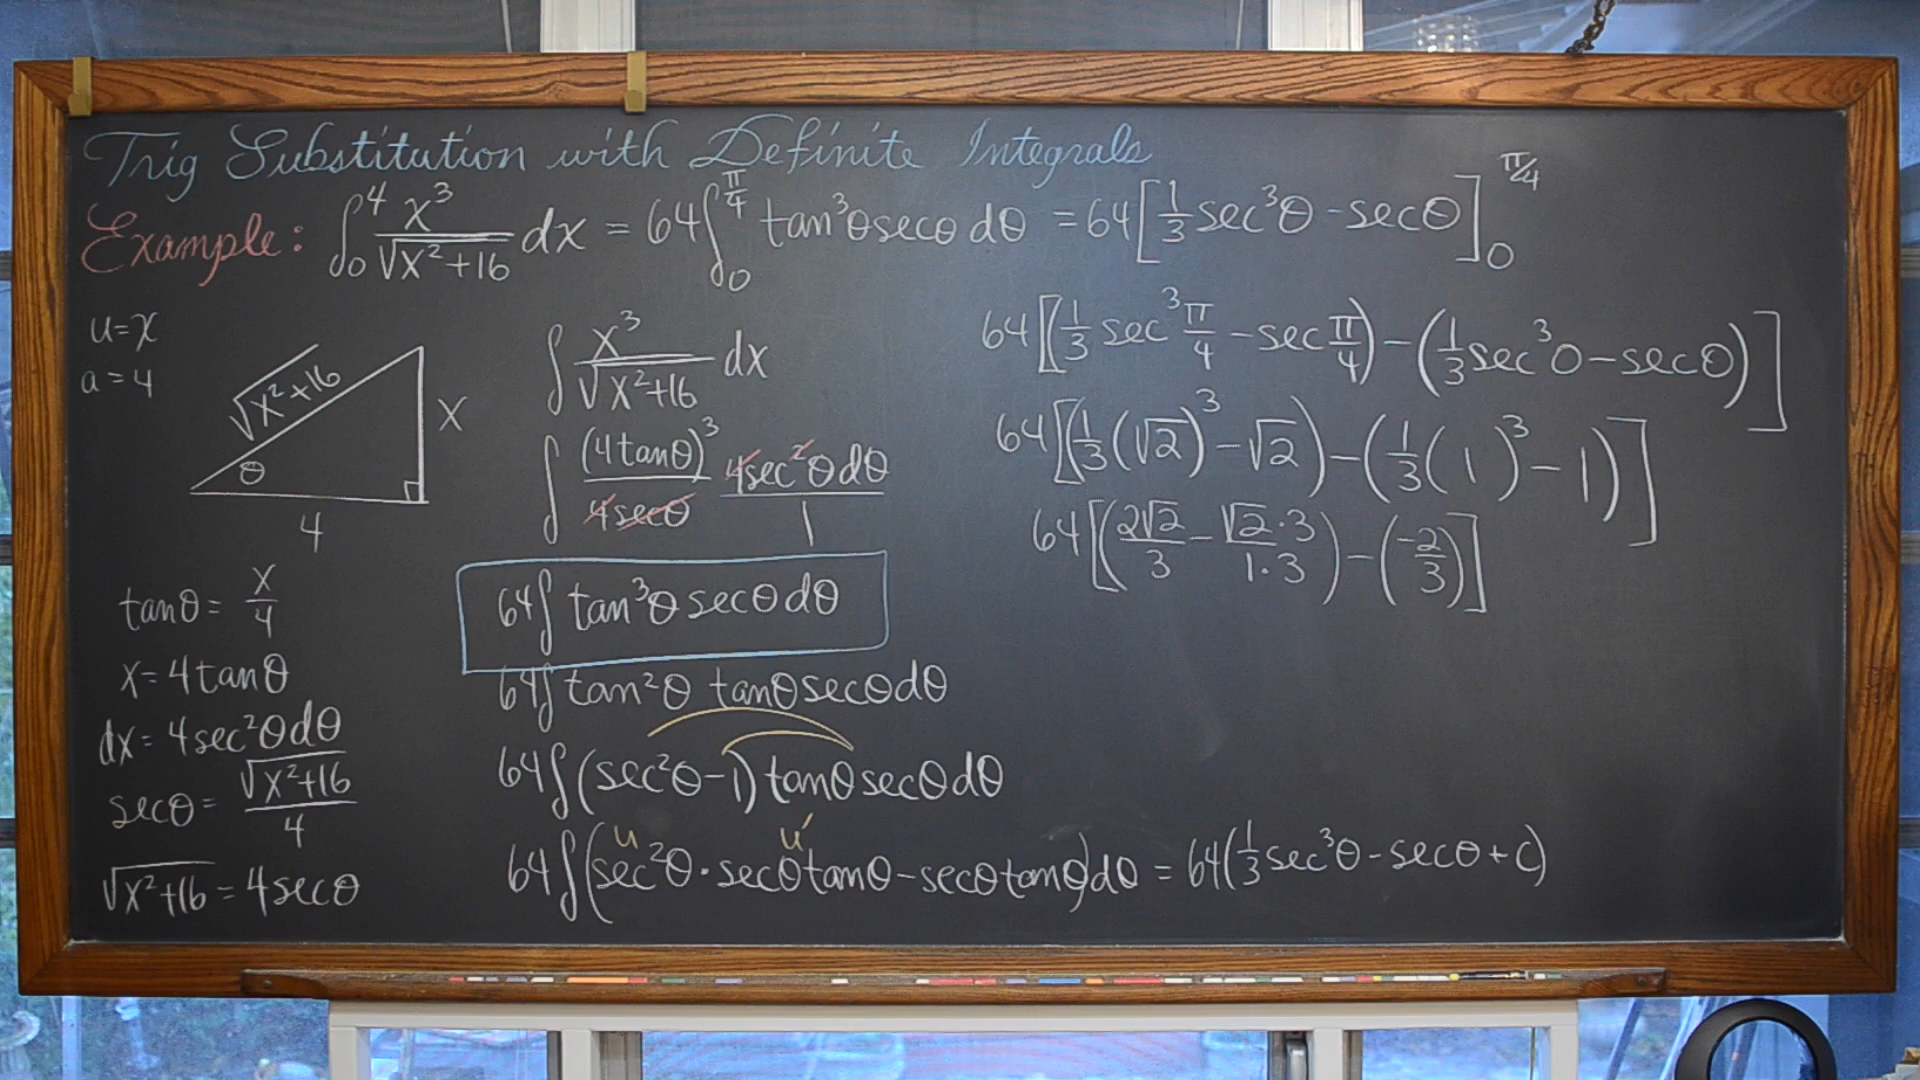 Trig Substitution with Definite Integrals
Example: ∫₀⁴ x³/√(x²+16) dx = 64∫₀^(π/4) tan³θ secθ dθ = 64[1/3 sec³θ - secθ]₀^(π/4)
u = x
a = 4
√(x²+16)
x
θ
4
tanθ = x/4
x = 4tanθ
dx = 4sec²θdθ
secθ = √(x²+16)/4
√(x²+16) = 4secθ
∫ x³/√(x²+16) dx
∫ (4tanθ)³/4secθ 4sec²θdθ/1
64∫ tan³θ secθdθ
64∫ tan²θ tanθsecθdθ
64∫(sec²θ-1)tanθsecθdθ
u u'
64∫(sec²θ·secθtanθ-secθtanθ)dθ = 64(1/3 sec³θ - secθ + C)
64[(1/3 sec³ π/4 - sec π/4) - (1/3 sec³0 - sec0)]
64[(1/3(√2)³ - √2) - (1/3(1)³ - 1)]
64[(2√2/3 - √2·3/1·3) - (-2/3)]